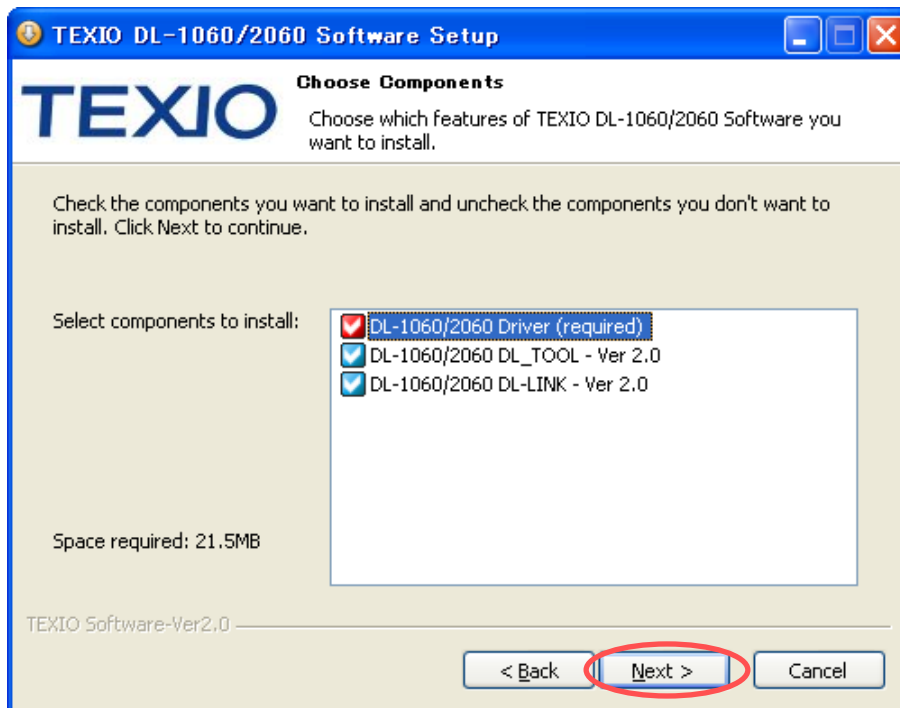 TEXIO DL-1060/2060 Software Setup
TEXIO
Choose Components
Choose which features of TEXIO DL-1060/2060 Software you
want to install.
Check the components you want to install and uncheck the components you don't want to
install. Click Next to continue.
Select components to install:
DL-1060/2060 Driver (required)
DL-1060/2060 DL_TOOL - Ver 2.0
DL-1060/2060 DL-LINK - Ver 2.0
Space required: 21.5MB
TEXIO Software-Ver2.0
< Back
Next >
Cancel